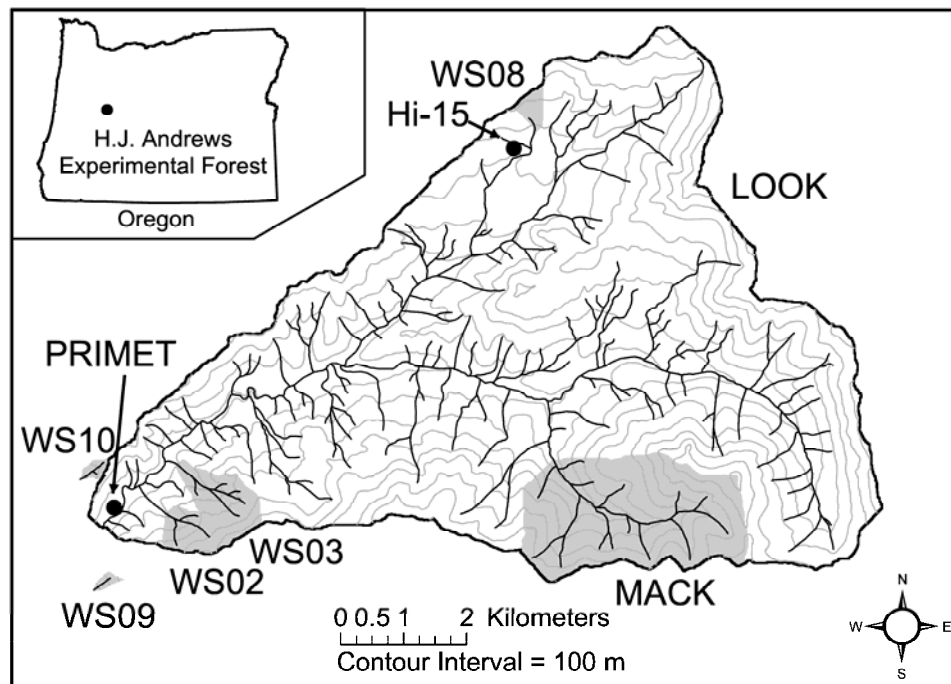 H.J. Andrews
Experimental Forest
Oregon
WS08
Hi-15
LOOK
PRIMET
WS10
WS03
WS02
WS09
MACK
0 0.5 1 2 Kilometers
Contour Interval = 100 m
N
W E
S